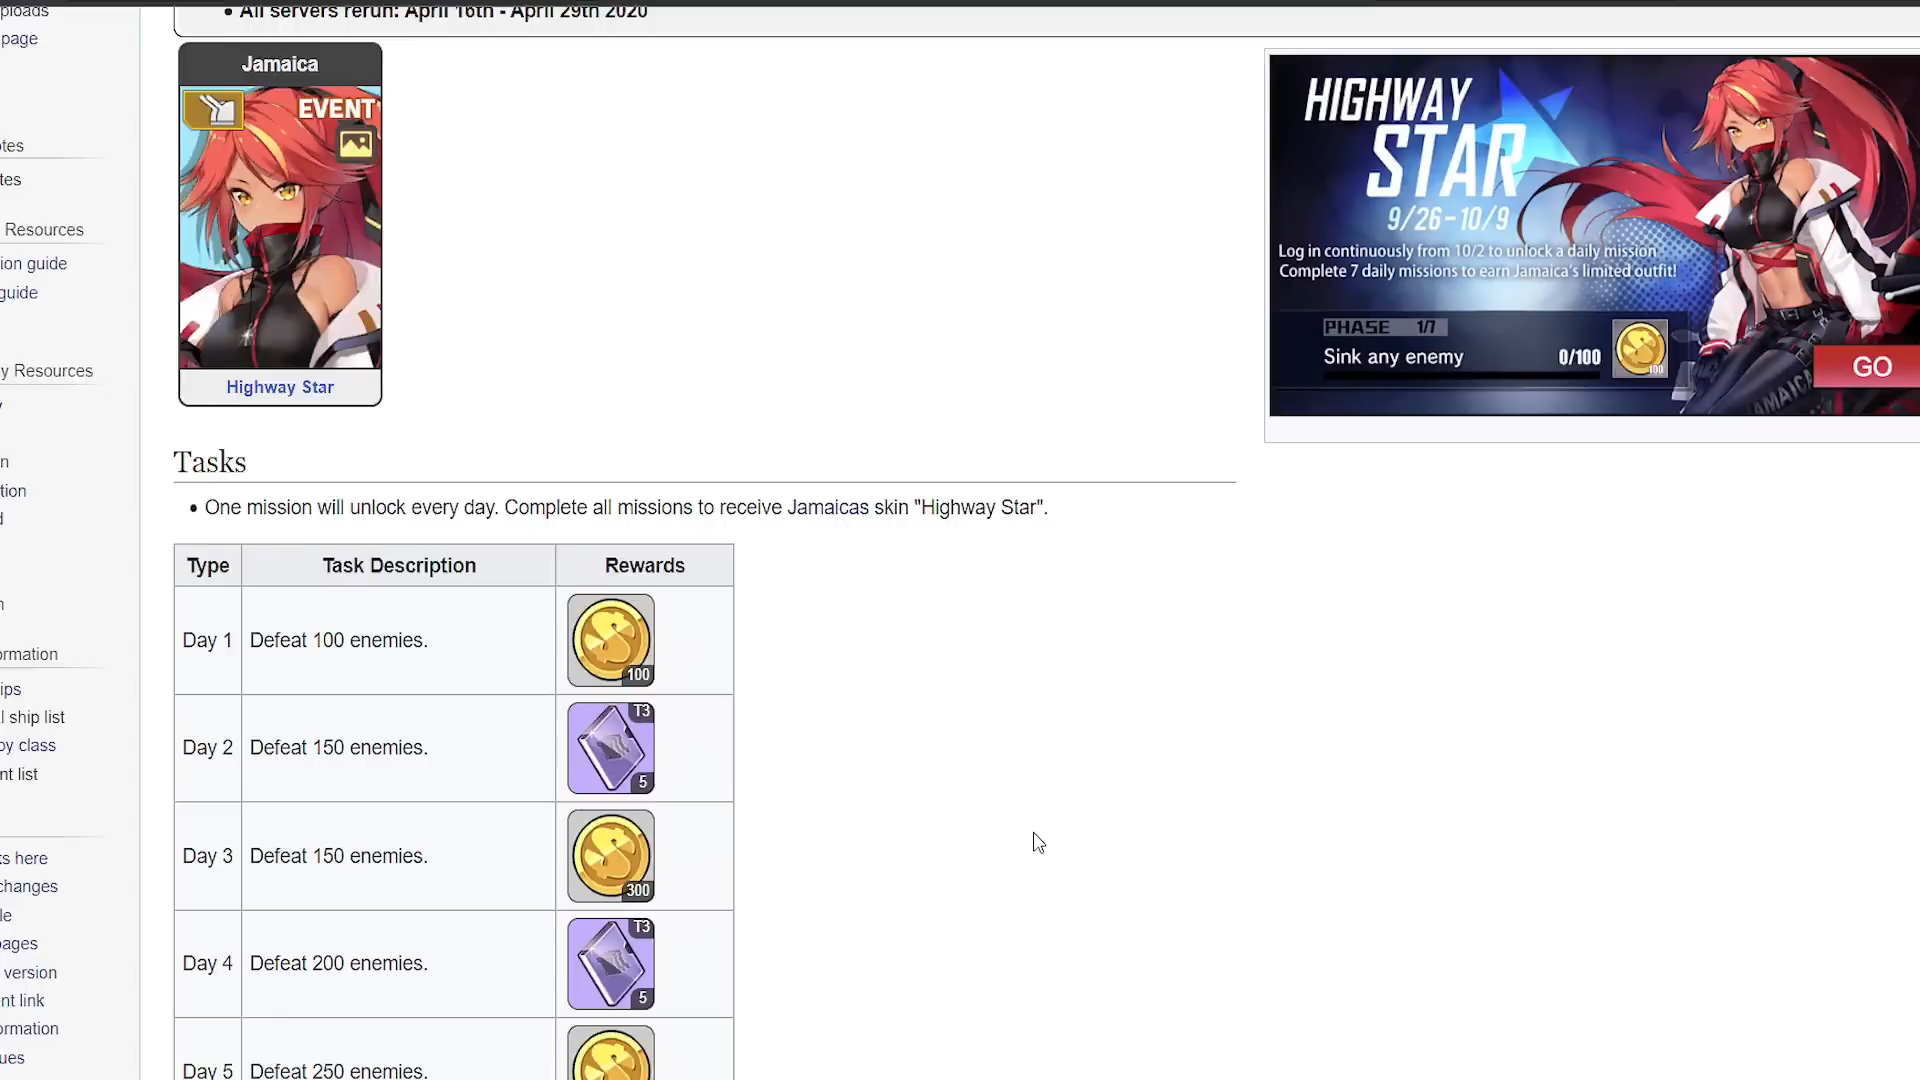 ploads
page
otes
tes
Resources
ion guide
guide
y Resources
n
tion
d
n
ormation
ips
l ship list
by class
nt list
ks here
changes
le
pages
version
nt link
ormation
ues
All servers rerun: April 16th - April 29th 2020
Jamaica
EVENT
Highway Star
HIGHWAY
STAR
9/26-10/9
Log in continuously from 10/2 to unlock a daily mission
Complete 7 daily missions to earn Jamaica's limited outfit!
PHASE 1/7
Sink any enemy 0/100
100
GO
JAMAICA
Tasks
One mission will unlock every day. Complete all missions to receive Jamaicas skin "Highway Star".
Type Task Description Rewards
Day 1 Defeat 100 enemies. 100
Day 2 Defeat 150 enemies. T3 5
Day 3 Defeat 150 enemies. 300
Day 4 Defeat 200 enemies. T3 5
Day 5 Defeat 250 enemies.